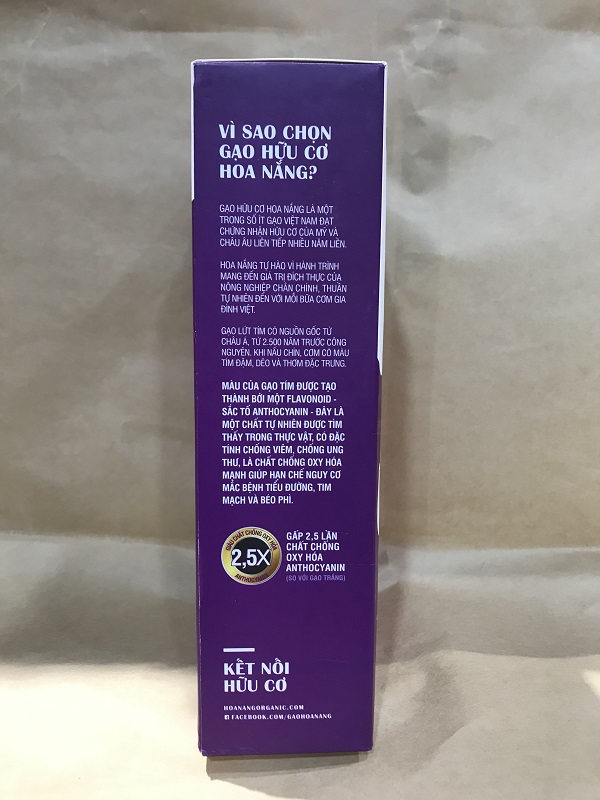 VÌ SAO CHỌN
GẠO HỮU CƠ
HOA NẮNG?
GẠO HỮU CƠ HOA NẮNG LÀ MỘT
TRONG SỐ ÍT GẠO VIỆT NAM ĐẠT
CHỨNG NHẬN HỮU CƠ CỦA MỸ VÀ
CHÂU ÂU LIÊN TIẾP NHIỀU NĂM LIỀN.
HOA NẮNG TỰ HÀO VÌ HÀNH TRÌNH
MANG ĐẾN GIÁ TRỊ ĐÍCH THỰC CỦA
NÔNG NGHIỆP CHÂN CHÍNH, THUẦN
TỰ NHIÊN ĐẾN VỚI MỖI BỮA CƠM GIA
ĐÌNH VIỆT.
GẠO LỨT TÍM CÓ NGUỒN GỐC TỪ
CHÂU Á, TỪ 2.500 NĂM TRƯỚC CÔNG
NGUYÊN. KHI NẤU CHÍN, CƠM CÓ MÀU
TÍM ĐẬM, DẺO VÀ THƠM ĐẶC TRƯNG.
MÀU CỦA GẠO TÍM ĐƯỢC TẠO
THÀNH BỞI MỘT FLAVONOID -
SẮC TỐ ANTHOCYANIN - ĐÂY LÀ
MỘT CHẤT TỰ NHIÊN ĐƯỢC TÌM
THẤY TRONG THỰC VẬT, CÓ ĐẶC
TÍNH CHỐNG VIÊM, CHỐNG UNG
THƯ, LÀ CHẤT CHỐNG OXY HÓA
MẠNH GIÚP HẠN CHẾ NGUY CƠ
MẮC BỆNH TIỂU ĐƯỜNG, TIM
MẠCH VÀ BÉO PHÌ.
GIÀU CHẤT CHỐNG OXY HÓA
2,5X
ANTHOCYANIN
GẤP 2,5 LẦN
CHẤT CHỐNG
OXY HÓA
ANTHOCYANIN
(SO VỚI GẠO TRẮNG)
KẾT NỐI
HỮU CƠ
HOANANGORGANIC.COM
FACEBOOK.COM/GAOHOANANG